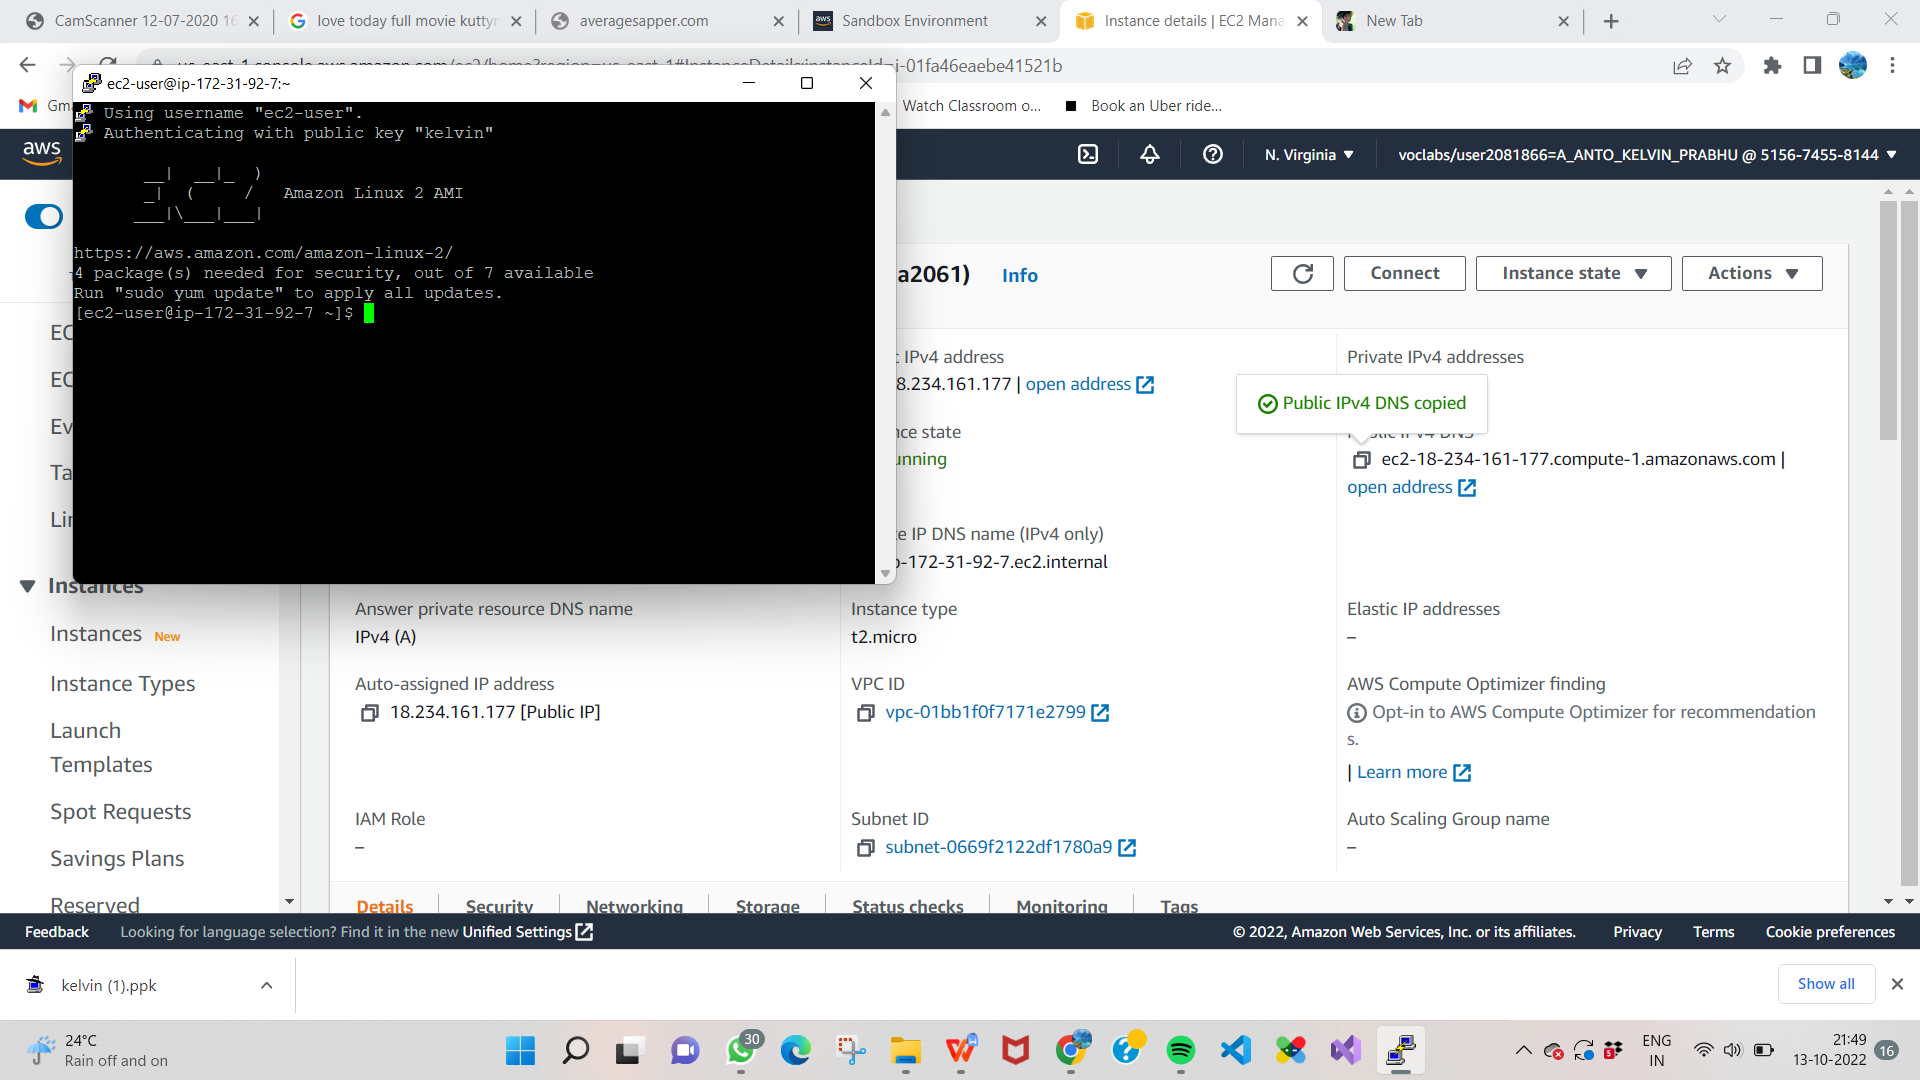 CamScanner 12-07-2020 16
love today full movie kuttyn
averagesapper.com
Sandbox Environment
Instance details | EC2 Mana
New Tab
i-01fa46eaebe41521b
Gm
Watch Classroom o...
Book an Uber ride...
ec2-user@ip-172-31-92-7:~
Using username "ec2-user".
Authenticating with public key "kelvin"
__|  __|_  )
_|  (     /   Amazon Linux 2 AMI
___|\___|___|
https://aws.amazon.com/amazon-linux-2/
4 package(s) needed for security, out of 7 available
Run "sudo yum update" to apply all updates.
[ec2-user@ip-172-31-92-7 ~]$
aws
N. Virginia
voclabs/user2081866=A_ANTO_KELVIN_PRABHU @ 5156-7455-8144
a2061)
Info
Connect
Instance state
Actions
IPv4 address
8.234.161.177 | open address
Private IPv4 addresses
Public IPv4 DNS copied
nce state
unning
Public IPv4 DNS
ec2-18-234-161-177.compute-1.amazonaws.com |
open address
e IP DNS name (IPv4 only)
p-172-31-92-7.ec2.internal
EC
EC
Ev
Ta
Lin
Instances
Instances New
Instance Types
Launch
Templates
Spot Requests
Savings Plans
Reserved
Answer private resource DNS name
IPv4 (A)
Instance type
t2.micro
Elastic IP addresses
–
Auto-assigned IP address
18.234.161.177 [Public IP]
VPC ID
vpc-01bb1f0f7171e2799
AWS Compute Optimizer finding
Opt-in to AWS Compute Optimizer for recommendation
s.
| Learn more
IAM Role
–
Subnet ID
subnet-0669f2122df1780a9
Auto Scaling Group name
–
Details
Security
Networking
Storage
Status checks
Monitoring
Tags
Feedback
Looking for language selection? Find it in the new Unified Settings
© 2022, Amazon Web Services, Inc. or its affiliates.
Privacy
Terms
Cookie preferences
kelvin (1).ppk
Show all
24°C
Rain off and on
30
5
ENG
IN
21:49
13-10-2022
16